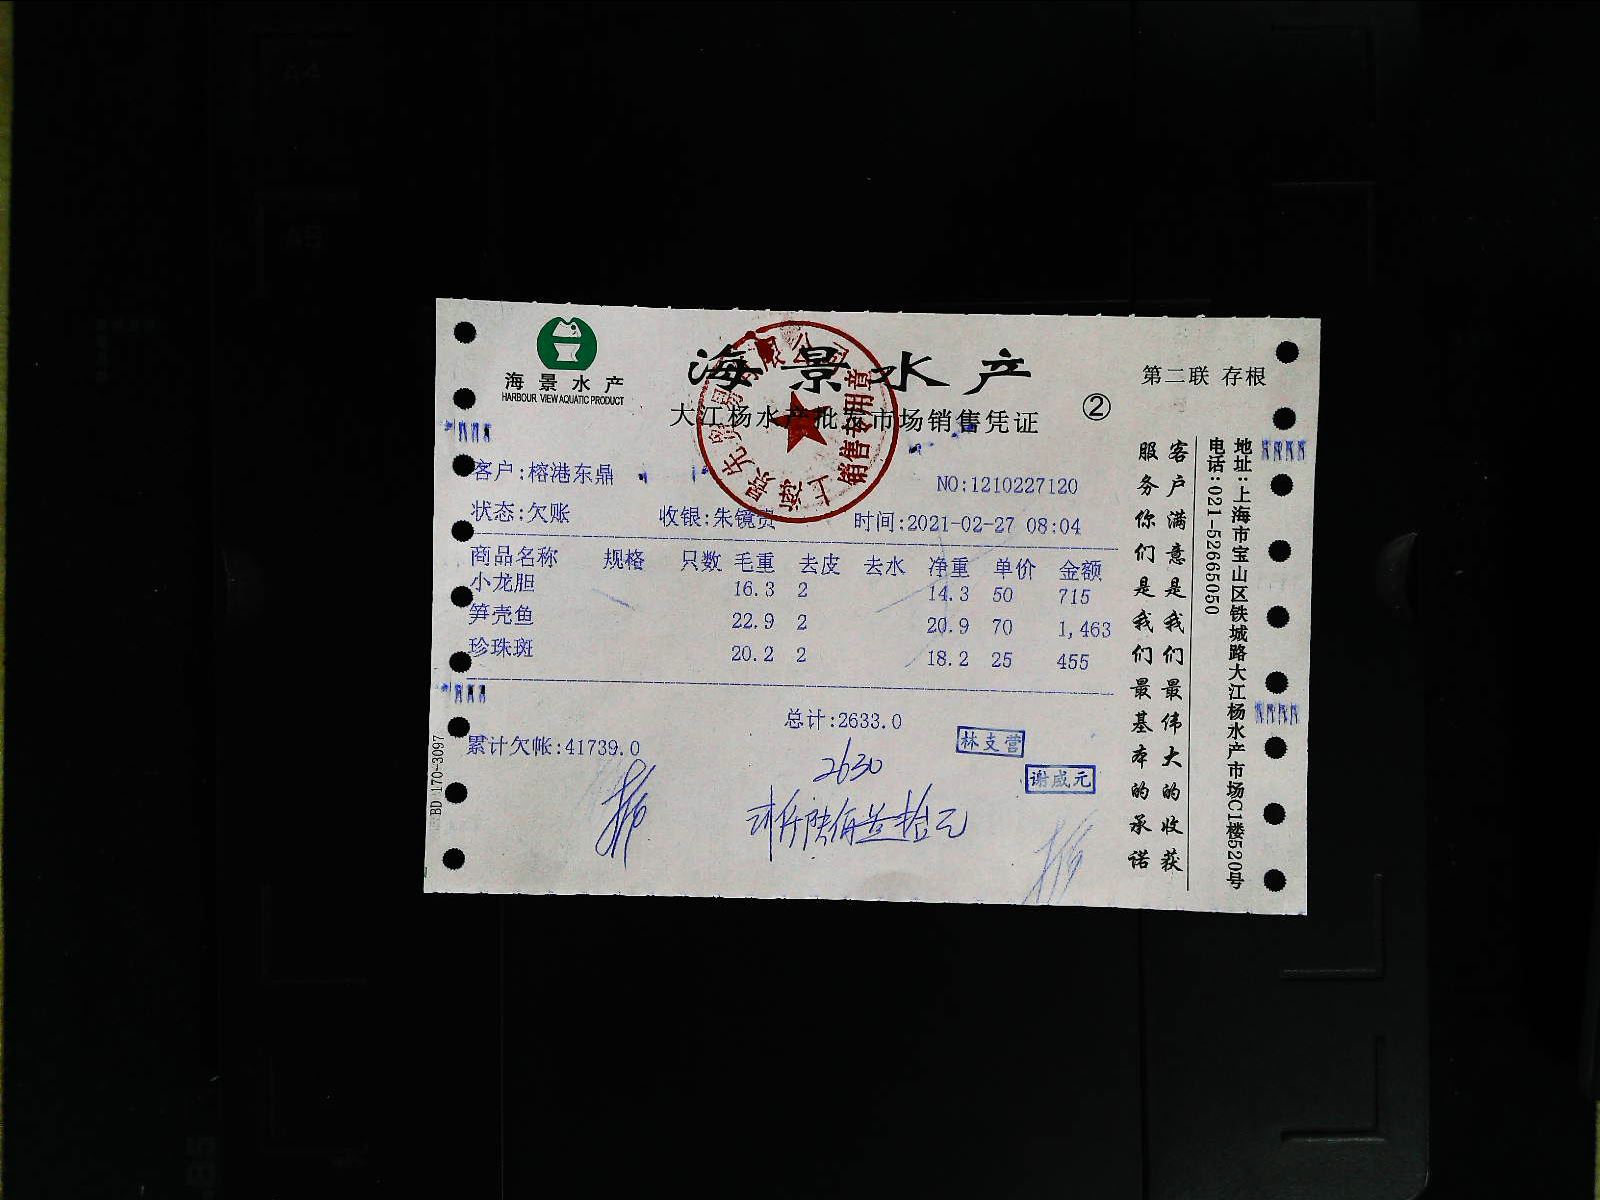 海景水产
HARBOUR VIEW AQUATIC PRODUCT
海景水产
大江杨水产批发市场销售凭证
②
第二联 存根
销售专用章
客户:榕港东鼎
NO:1210227120
状态:欠账 收银:朱镜贵 时间:2021-02-27 08:04
商品名称 规格 只数 毛重 去皮 去水 净重 单价 金额
小龙胆 16.3 2 14.3 50 715
笋壳鱼 22.9 2 20.9 70 1,463
珍珠斑 20.2 2 18.2 25 455
总计:2633.0
累计欠帐:41739.0
2630
林支营
谢威元
BD 170-3097
客户满意是我们最伟大的收获
服务你们是我们最基本的承诺
地址:上海市宝山区铁城路大江杨水产市场C1楼520号
电话:021-52665050